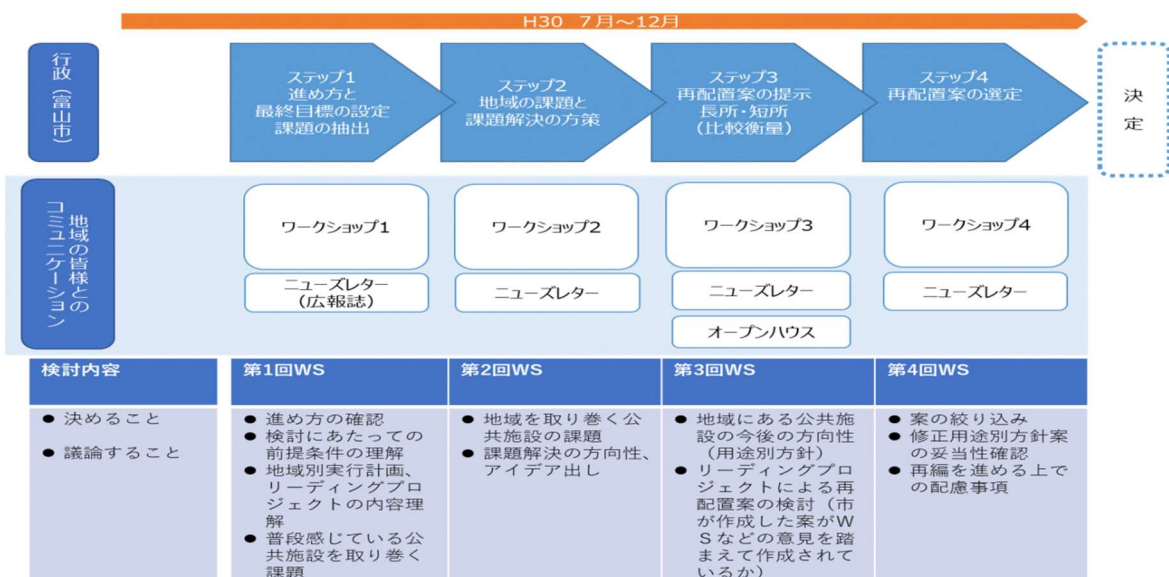 H30 7月～12月
行政（富山市）
ステップ1
進め方と
最終目標の設定
課題の抽出
ステップ2
地域の課題と
課題解決の方策
ステップ3
再配置案の提示
長所・短所
（比較衡量）
ステップ4
再配置案の選定
決定
地域の皆様との
コミュニケーション
ワークショップ1
ニューズレター
（広報誌）
ワークショップ2
ニューズレター
ワークショップ3
ニューズレター
オープンハウス
ワークショップ4
ニューズレター
検討内容
● 決めること
● 議論すること
第1回WS
● 進め方の確認
● 検討にあたっての
前提条件の理解
● 地域別実行計画、
リーディングプロ
ジェクトの内容理
解
● 普段感じている公
共施設を取り巻く
課題
第2回WS
● 地域を取り巻く公
共施設の課題
● 課題解決の方向性、
アイデア出し
第3回WS
● 地域にある公共施
設の今後の方向性
（用途別方針）
● リーディングプロ
ジェクトによる再
配置案の検討（市
が作成した案がW
Sなどの意見を踏
まえて作成されて
いるか）
第4回WS
● 案の絞り込み
● 修正用途別方針案
の妥当性確認
● 再編を進める上で
の配慮事項